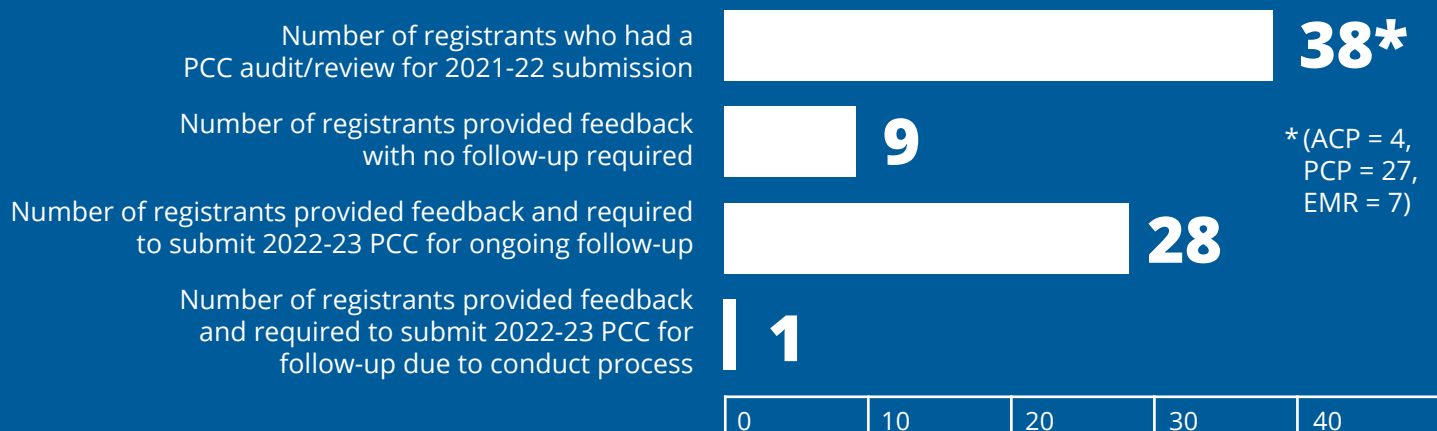 Number of registrants who had a
PCC audit/review for 2021-22 submission
38*
Number of registrants provided feedback
with no follow-up required
9
* (ACP = 4,
PCP = 27,
EMR = 7)
Number of registrants provided feedback and required
to submit 2022-23 PCC for ongoing follow-up
28
Number of registrants provided feedback
and required to submit 2022-23 PCC for
follow-up due to conduct process
1
0 10 20 30 40